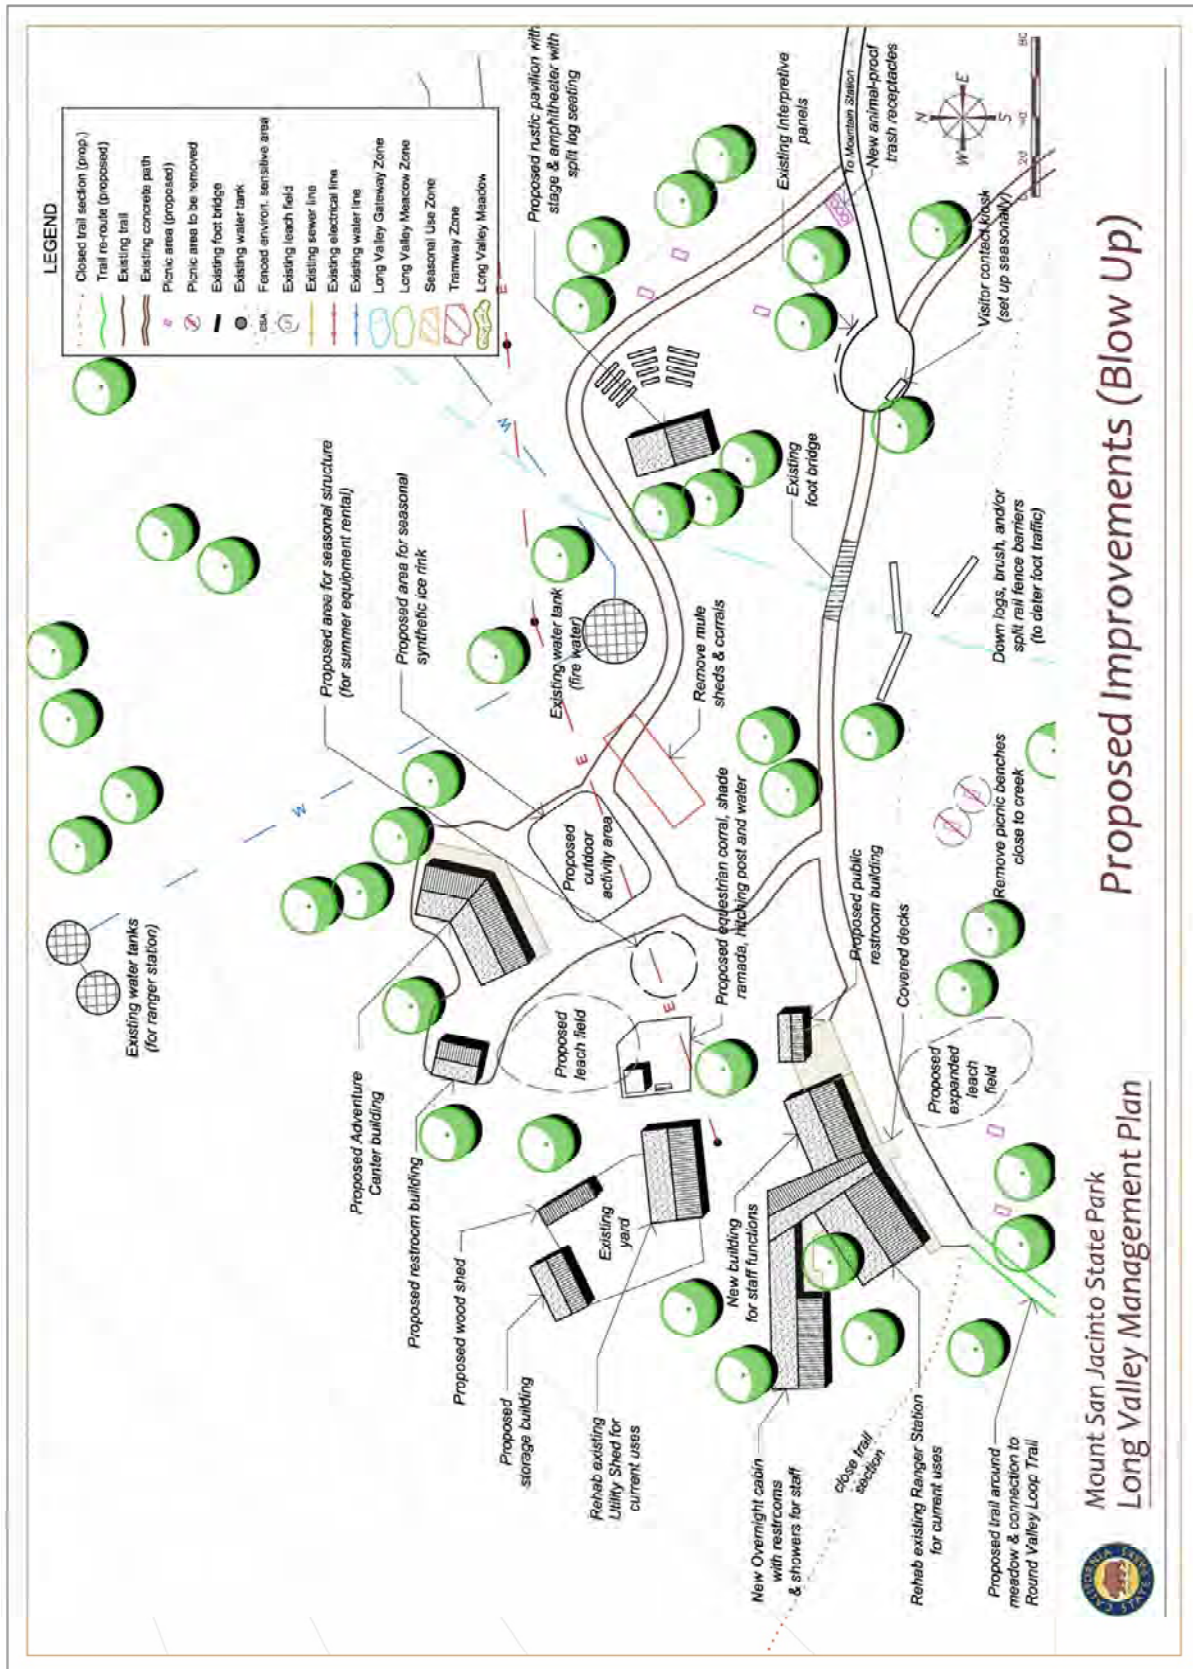 LEGEND
Closed trail section (prop.)
Trail re-route (proposed)
Existing trail
Existing concrete path
Picnic area (proposed)
Picnic area to be removed
Existing foot bridge
Existing water tank
Fenced environ. sensitive area
Existing leach field
Existing sewer line
Existing electrical line
Existing water line
Long Valley Gateway Zone
Long Valley Meacow Zone
Seasonal Use Zone
Tramway Zone
Long Valley Meadow
ESA
Existing water tanks
(for ranger station)
Proposed Adventure
Canter building
Proposed restroom building
Proposed wood shed
Proposed
storage building
Rehab existing
Utility Shed for
current uses
Existing
yard
New Overnight cabin
with restrooms
& showers for staff
close trail
section
Rehab existing Ranger Station
for current uses
Proposed trail around
meadow & connection to
Round Valley Loop Trail
New building
for staff functions
Proposed
leach field
Proposed equestrian corral, shade
ramada, hitching post and water
Proposed public
restroom building
Covered decks
Proposed
expanded
leach
field
Remove picnic benches
close to creek
Proposed
cutdoor
activity area
Proposed area for seasonal structure
(for summer equipment rental)
Proposed area for seasonal
synthetic ice rink
Existing water tank
(fire water)
Remove mule
sheds & corrals
Existing
foot bridge
Down logs, brush, and/or
split rail fence barriers
(to deter foot traffic)
Proposed rustic pavilion with
stage & amphitheater with
split log seeting
Existing Interpretive
panels
To Mountain Station
New animal-proof
trash receptacles
Visitor contact kiosk
(set up seasonally)
W
W
E
E
E
N
E
S
W
0 20 40 80
Mount San Jacinto State Park
Long Valley Management Plan
Proposed Improvements (Blow Up)
CALIFORNIA STATE PARKS